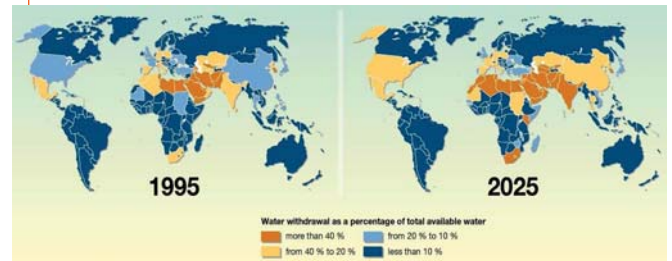 1995
2025
Water withdrawal as a percentage of total available water
more than 40 %
from 20 % to 10 %
from 40 % to 20 %
less than 10 %